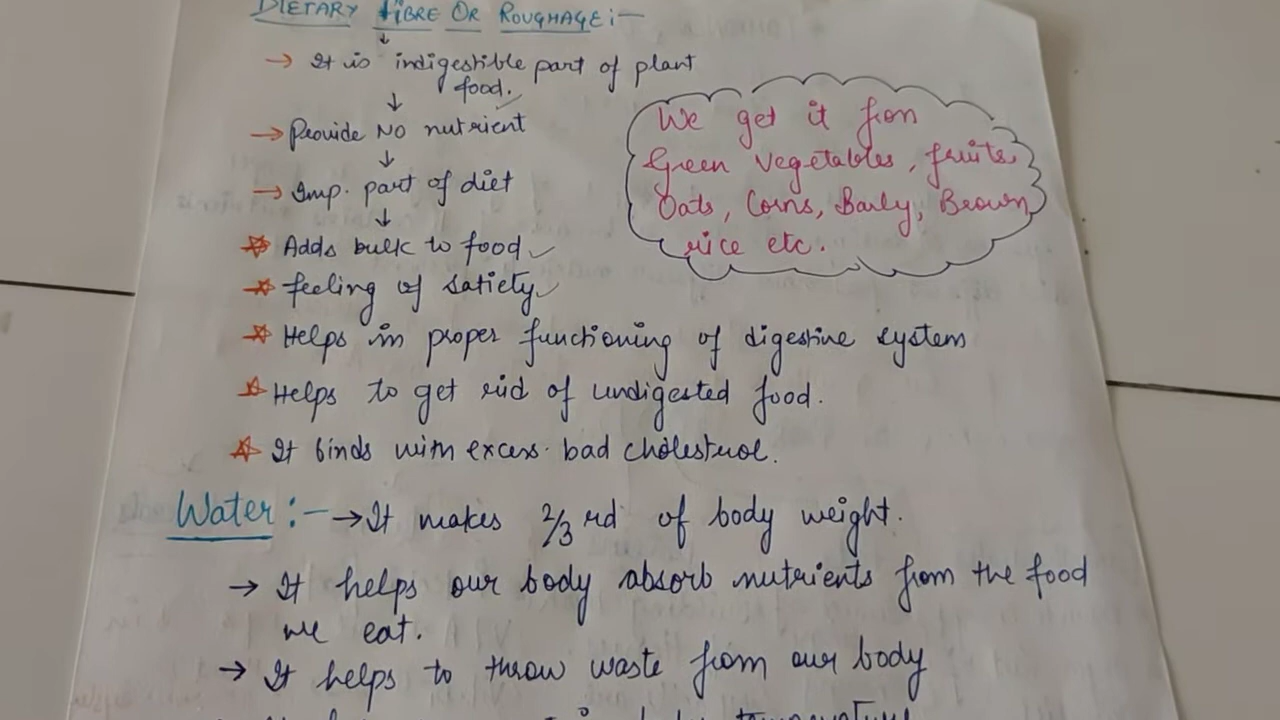 DIETARY FIBRE OR ROUGHAGE:—
→ It is indigestible part of plant
food.
→ Provide NO nutrient
→ Imp. part of diet
Adds bulk to food
feeling of satiety
Helps in proper functioning of digestive system
Helps to get rid of undigested food.
It binds with excess bad cholesterol.
We get it from
Green vegetables, fruits,
Oats, Corns, Barly, Brown
rice etc.
Water:— → It makes 2/3 rd of body weight.
→ It helps our body absorb nutrients from the food
we eat.
→ It helps to throw waste from our body
temperature